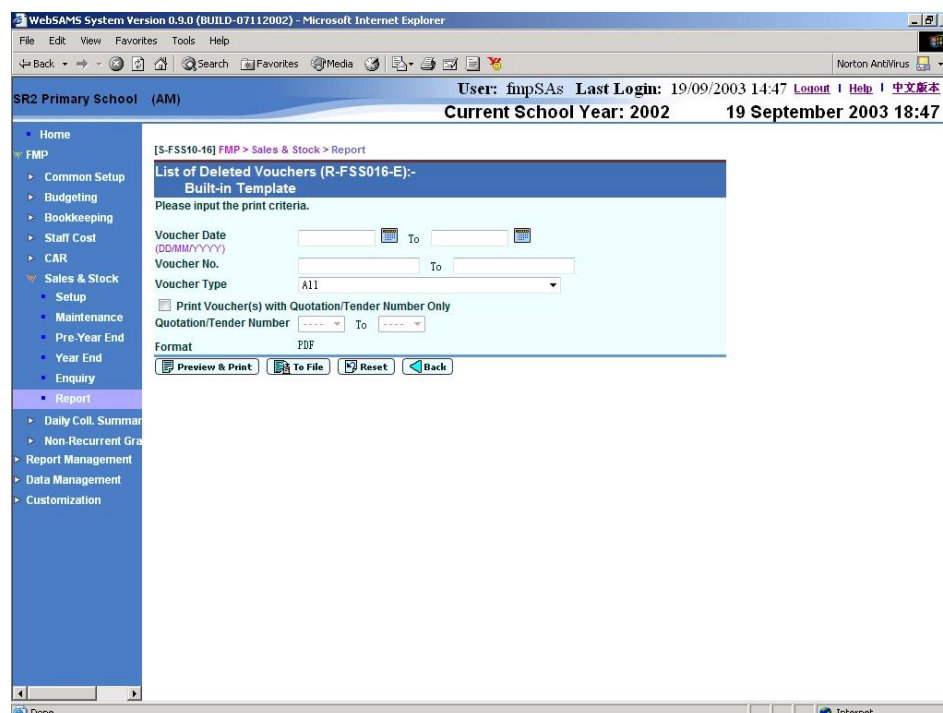 WebSAMS System Version 0.9.0 (BUILD-07112002) - Microsoft Internet Explorer
File Edit View Favorites Tools Help
Back Search Favorites Media Norton AntiVirus
User: fmpSAs Last Login: 19/09/2003 14:47 Logout | Help | 中文版本
SR2 Primary School (AM)
Current School Year: 2002 19 September 2003 18:47
Home
FMP
Common Setup
Budgeting
Bookkeeping
Staff Cost
CAR
Sales & Stock
Setup
Maintenance
Pre-Year End
Year End
Enquiry
Report
Daily Coll. Summar
Non-Recurrent Gra
Report Management
Data Management
Customization
[S-FSS10-16] FMP > Sales & Stock > Report
List of Deleted Vouchers (R-FSS016-E):-
Built-in Template
Please input the print criteria.
Voucher Date To
(DD/MM/YYYY)
Voucher No. To
Voucher Type All
Print Voucher(s) with Quotation/Tender Number Only
Quotation/Tender Number ---- To ----
Format PDF
Preview & Print To File Reset Back
Done Internet